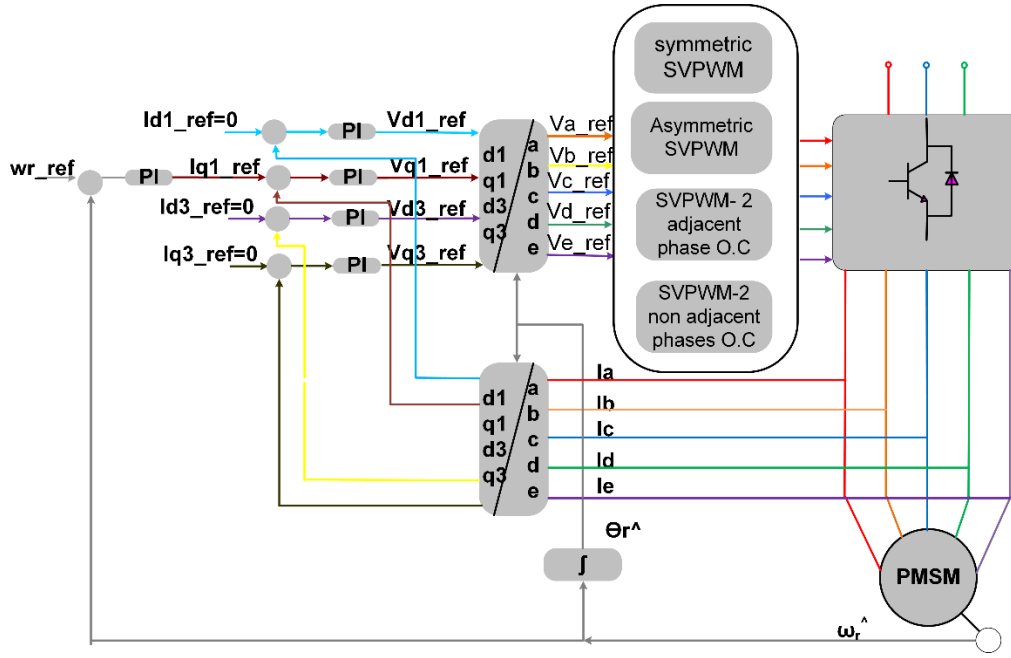 symmetric
SVPWM
Asymmetric
SVPWM
SVPWM- 2
adjacent
phase O.C
SVPWM-2
non adjacent
phases O.C
Id1_ref=0
PI
Vd1_ref
wr_ref
PI
Iq1_ref
PI
Vq1_ref
Id3_ref=0
PI
Vd3_ref
Iq3_ref=0
PI
Vq3_ref
d1
q1
d3
q3
a
b
c
d
e
Va_ref
Vb_ref
Vc_ref
Vd_ref
Ve_ref
d1
q1
d3
q3
a
b
c
d
e
Ia
Ib
Ic
Id
Ie
Θr^
∫
PMSM
ωr^